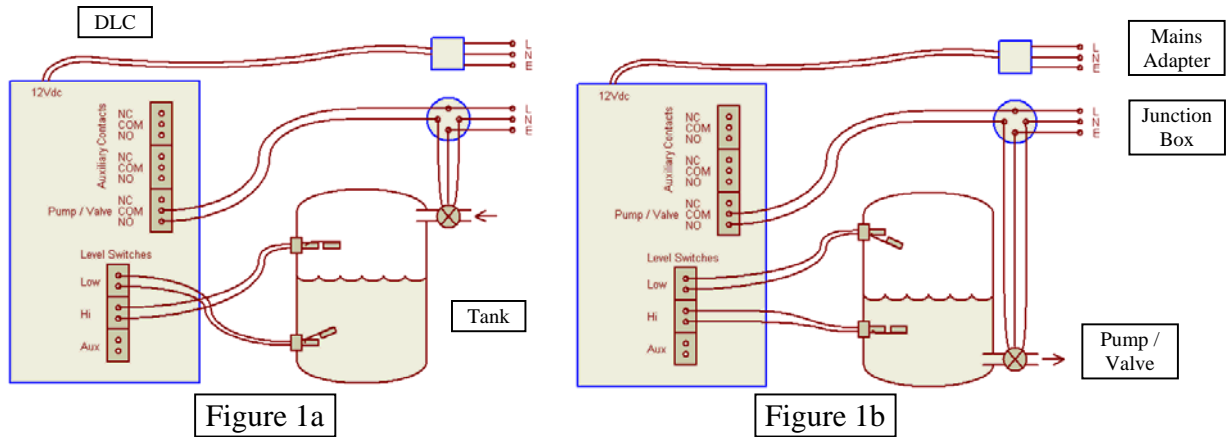 DLC
L
N
E
12Vdc
NC
COM
NO
NC
COM
NO
NC
COM
NO
Auxiliary Contacts
Pump / Valve
L
N
E
Level Switches
Low
Hi
Aux
Tank
Figure 1a
L
N
E
Mains
Adapter
12Vdc
NC
COM
NO
NC
COM
NO
NC
COM
NO
Auxiliary Contacts
Pump / Valve
L
N
E
Junction
Box
Level Switches
Low
Hi
Aux
Pump /
Valve
Figure 1b